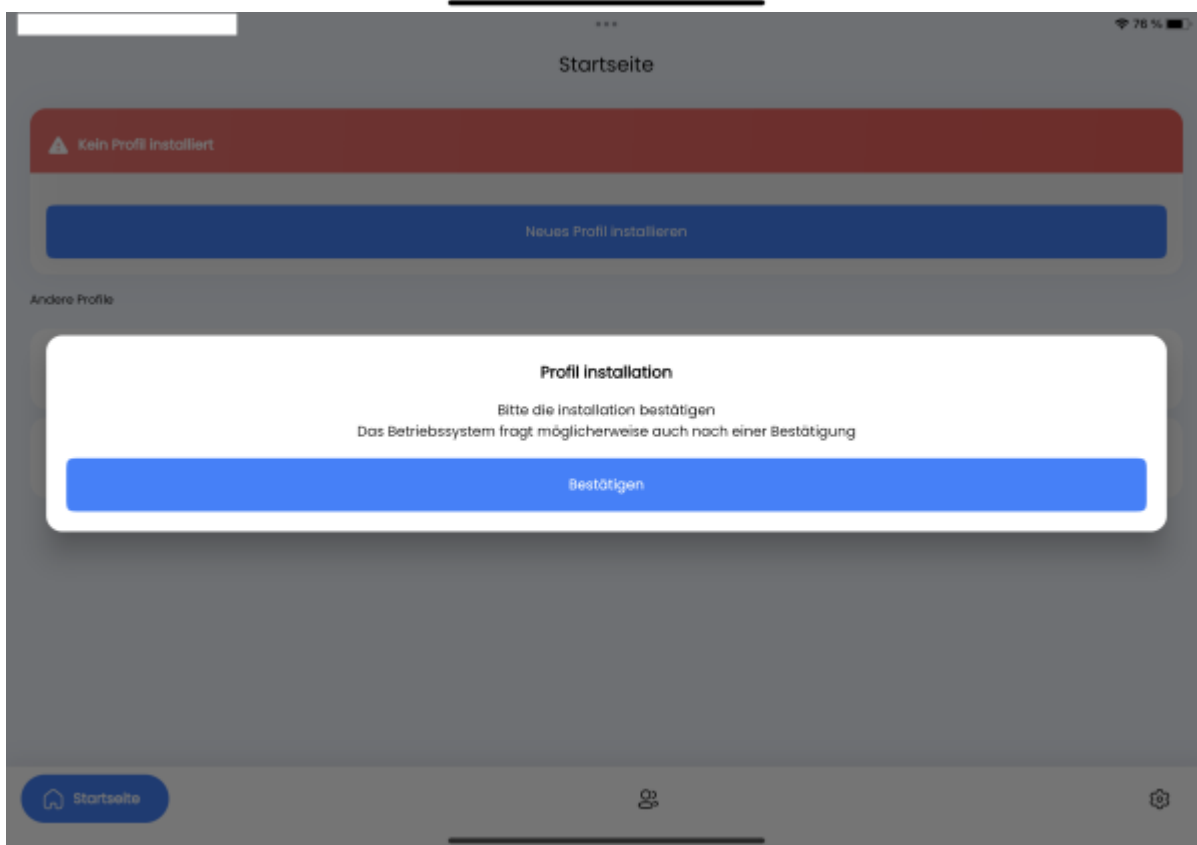 76 %
Startseite
Kein Profil installiert
Neues Profil installieren
Andere Profile
Profil installation
Bitte die installation bestätigen
Das Betriebssystem fragt möglicherweise auch nach einer Bestätigung
Bestätigen
Startseite